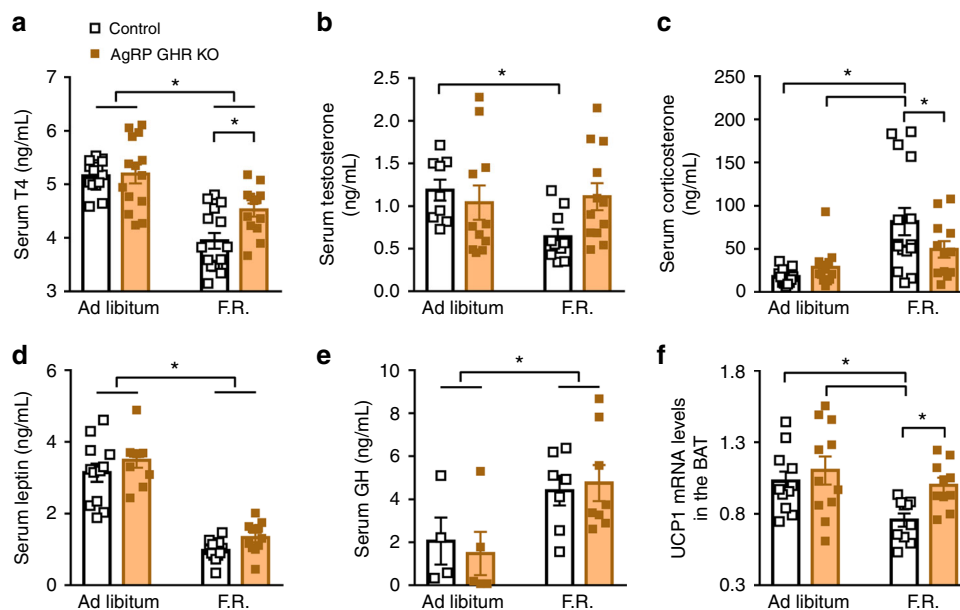 a
Control
AgRP GHR KO
Serum T4 (ng/mL)
7
6
5
4
3
*
*
Ad libitum
F.R.
b
Serum testosterone
(ng/mL)
2.5
2.0
1.5
1.0
0.5
0.0
*
Ad libitum
F.R.
c
Serum corticosterone
(ng/mL)
250
200
150
100
50
0
*
*
Ad libitum
F.R.
d
Serum leptin (ng/mL)
6
4
2
0
*
Ad libitum
F.R.
e
Serum GH (ng/mL)
10
8
6
4
2
0
*
Ad libitum
F.R.
f
UCP1 mRNA levels
in the BAT
1.8
1.3
0.8
0.3
*
*
Ad libitum
F.R.